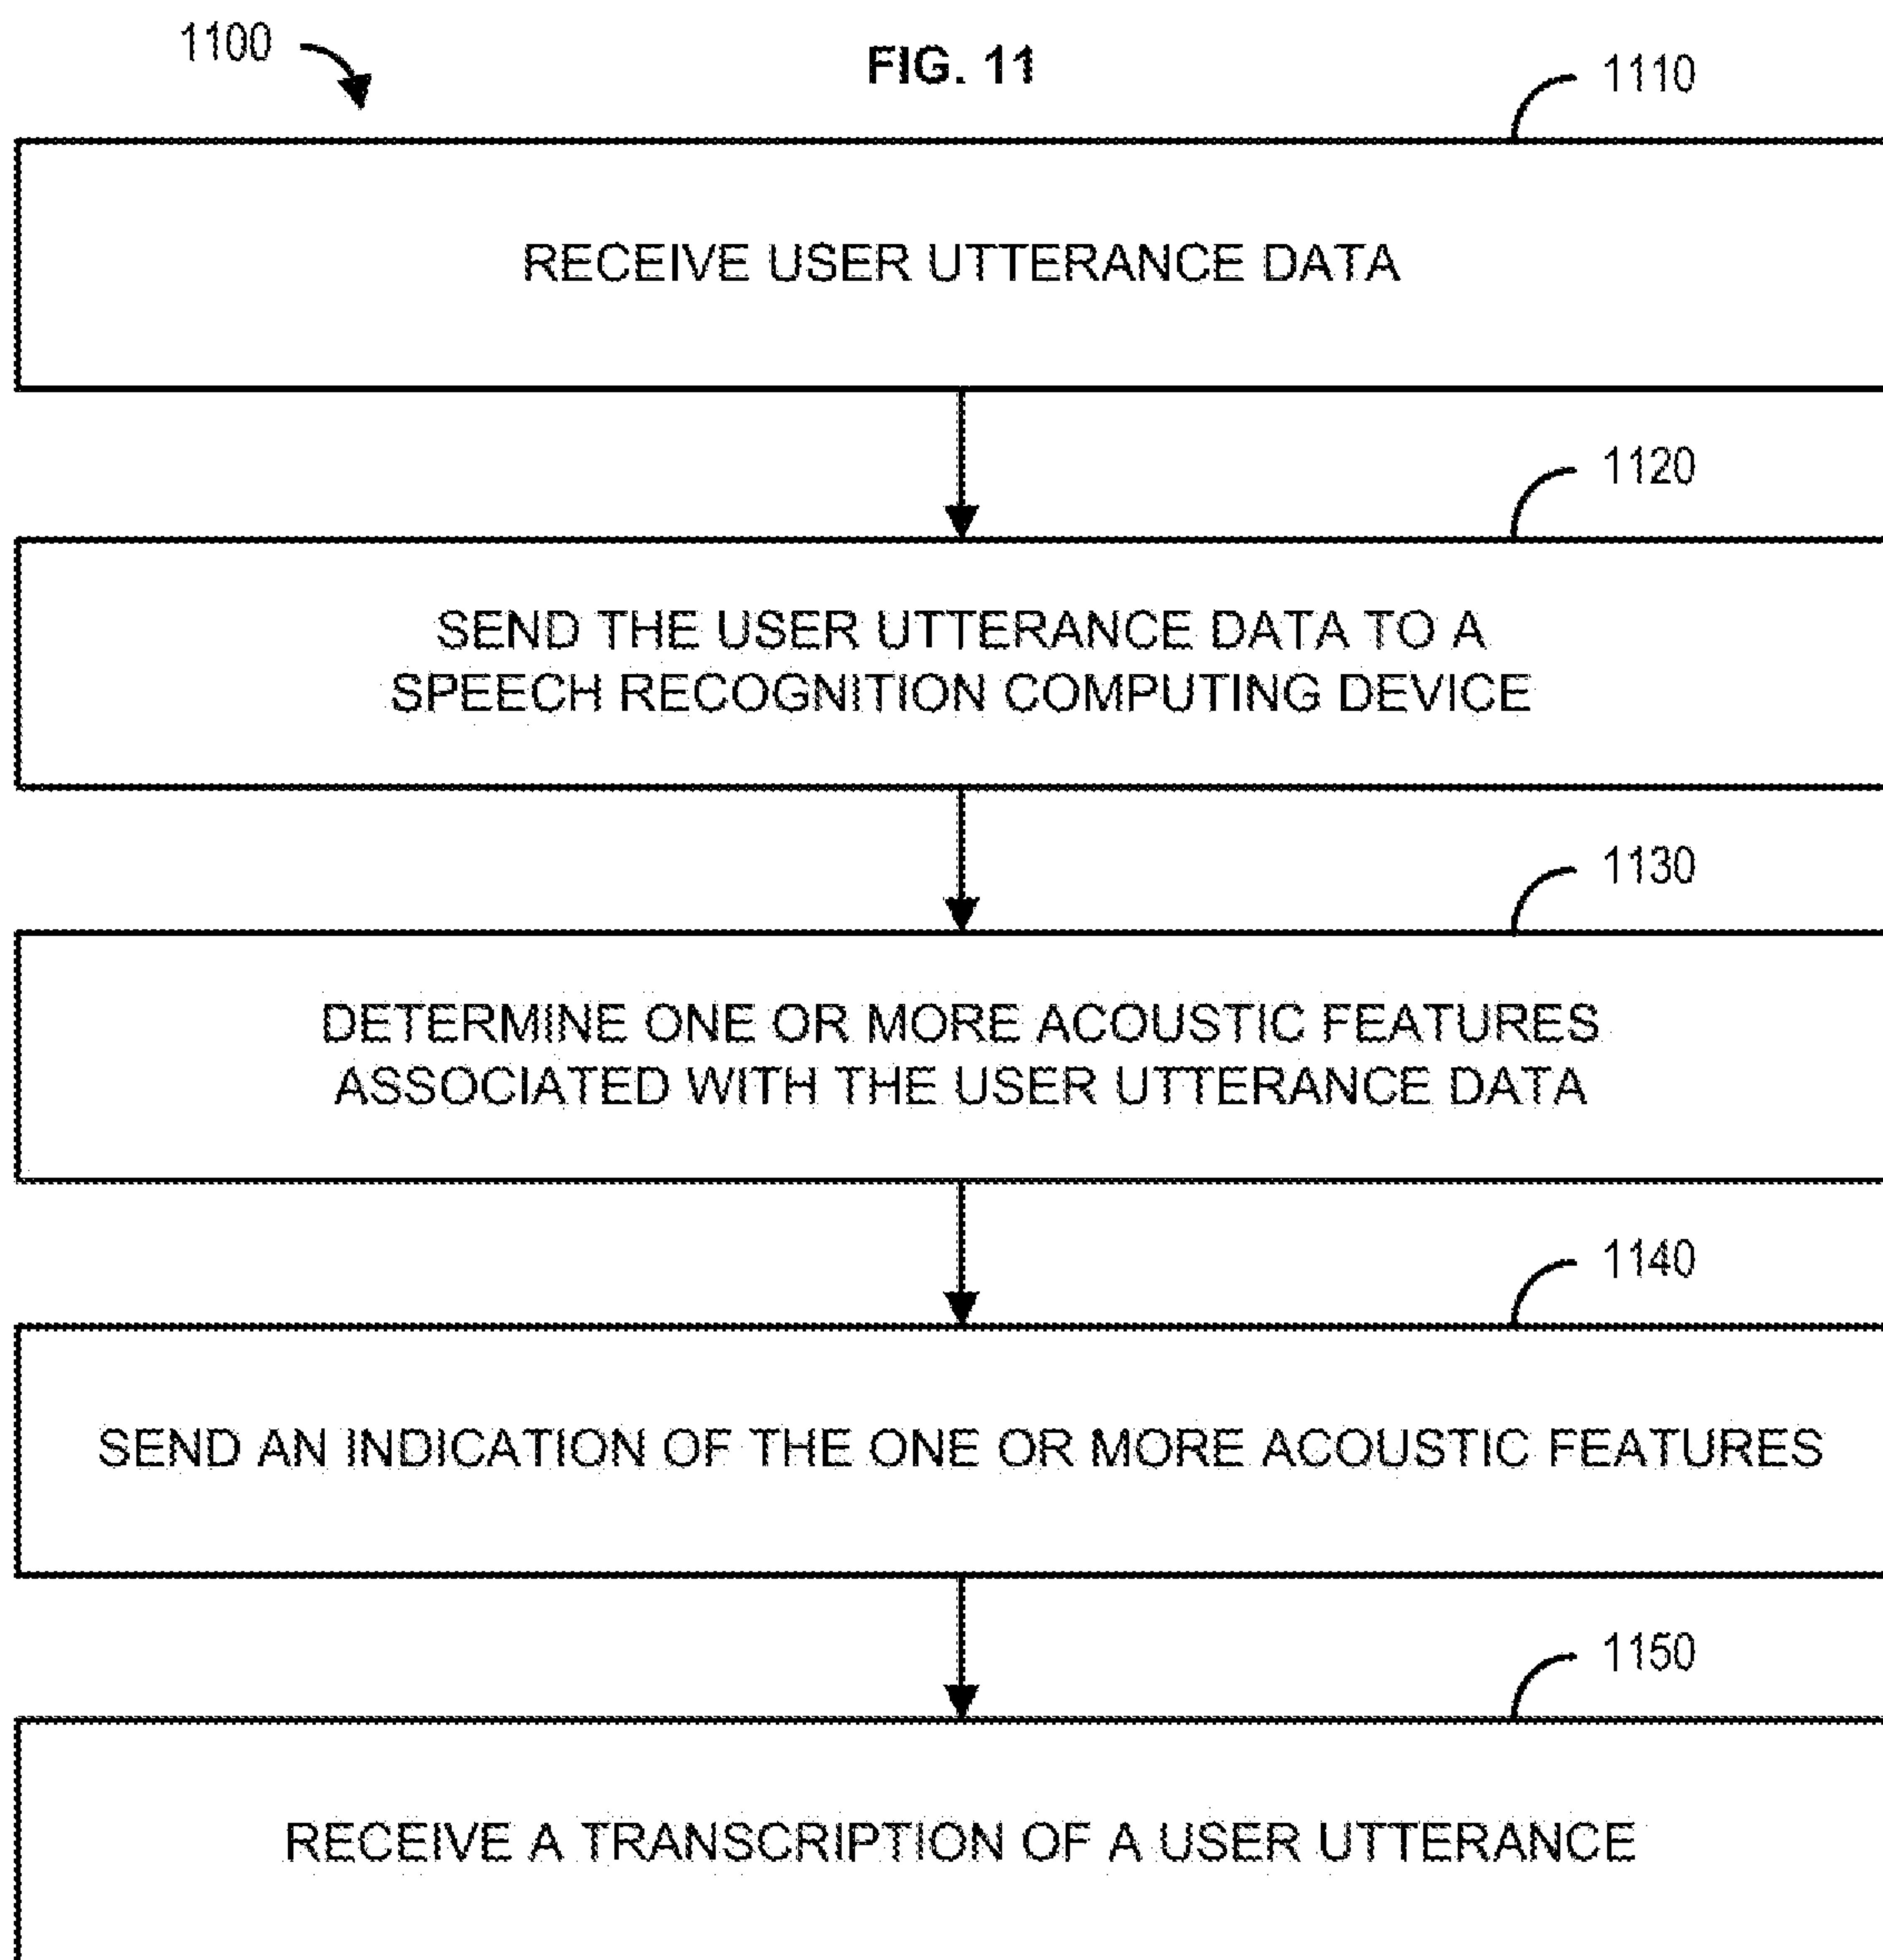 1100
FIG. 11
1110
RECEIVE USER UTTERANCE DATA
1120
SEND THE USER UTTERANCE DATA TO A
SPEECH RECOGNITION COMPUTING DEVICE
1130
DETERMINE ONE OR MORE ACOUSTIC FEATURES
ASSOCIATED WITH THE USER UTTERANCE DATA
1140
SEND AN INDICATION OF THE ONE OR MORE ACOUSTIC FEATURES
1150
RECEIVE A TRANSCRIPTION OF A USER UTTERANCE